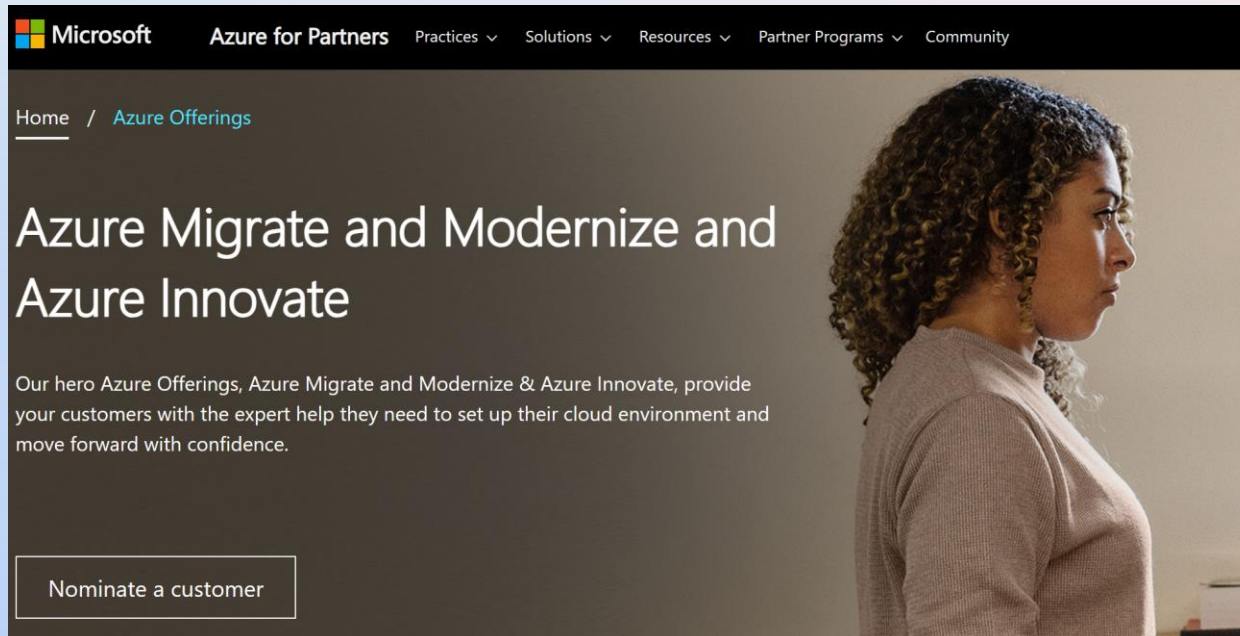 Microsoft Azure for Partners Practices Solutions Resources Partner Programs Community
Home / Azure Offerings
Azure Migrate and Modernize and
Azure Innovate
Our hero Azure Offerings, Azure Migrate and Modernize & Azure Innovate, provide
your customers with the expert help they need to set up their cloud environment and
move forward with confidence.
Nominate a customer